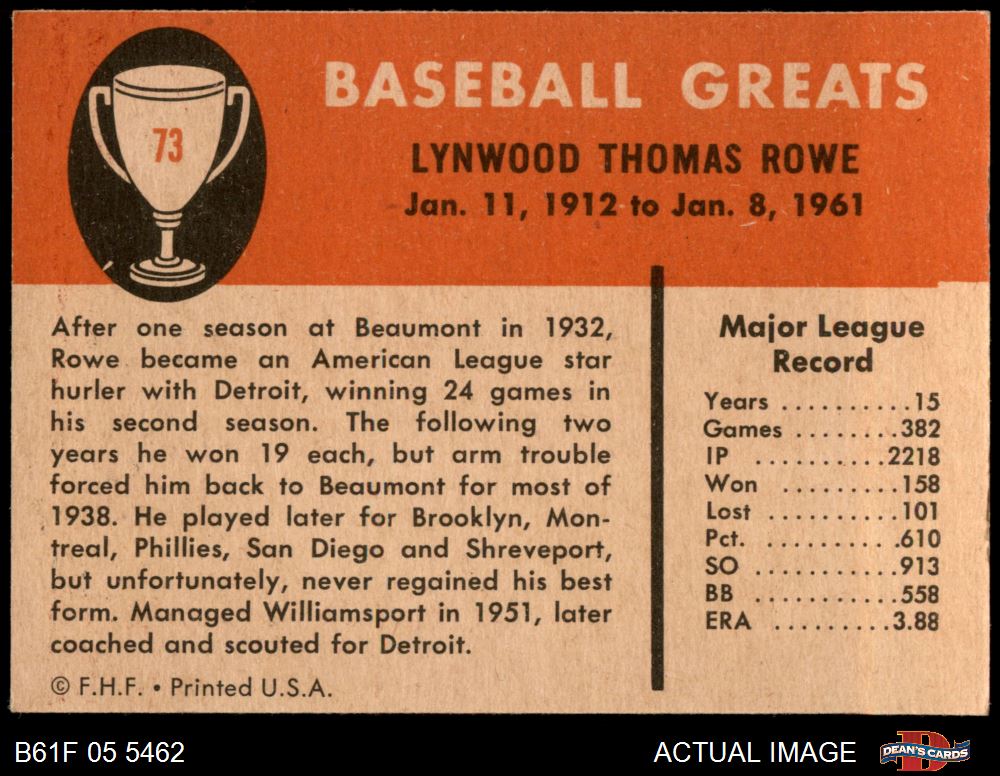 73
BASEBALL GREATS
LYNWOOD THOMAS ROWE
Jan. 11, 1912 to Jan. 8, 1961
After one season at Beaumont in 1932,
Rowe became an American League star
hurler with Detroit, winning 24 games in
his second season. The following two
years he won 19 each, but arm trouble
forced him back to Beaumont for most of
1938. He played later for Brooklyn, Mon-
treal, Phillies, San Diego and Shreveport,
but unfortunately, never regained his best
form. Managed Williamsport in 1951, later
coached and scouted for Detroit.
© F.H.F. • Printed U.S.A.
Major League
Record
Years ..........15
Games ........382
IP ..........2218
Won ..........158
Lost ..........101
Pct. ..........610
SO ..........913
BB ..........558
ERA .........3.88
B61F 05 5462
ACTUAL IMAGE
D
DEAN'S CARDS